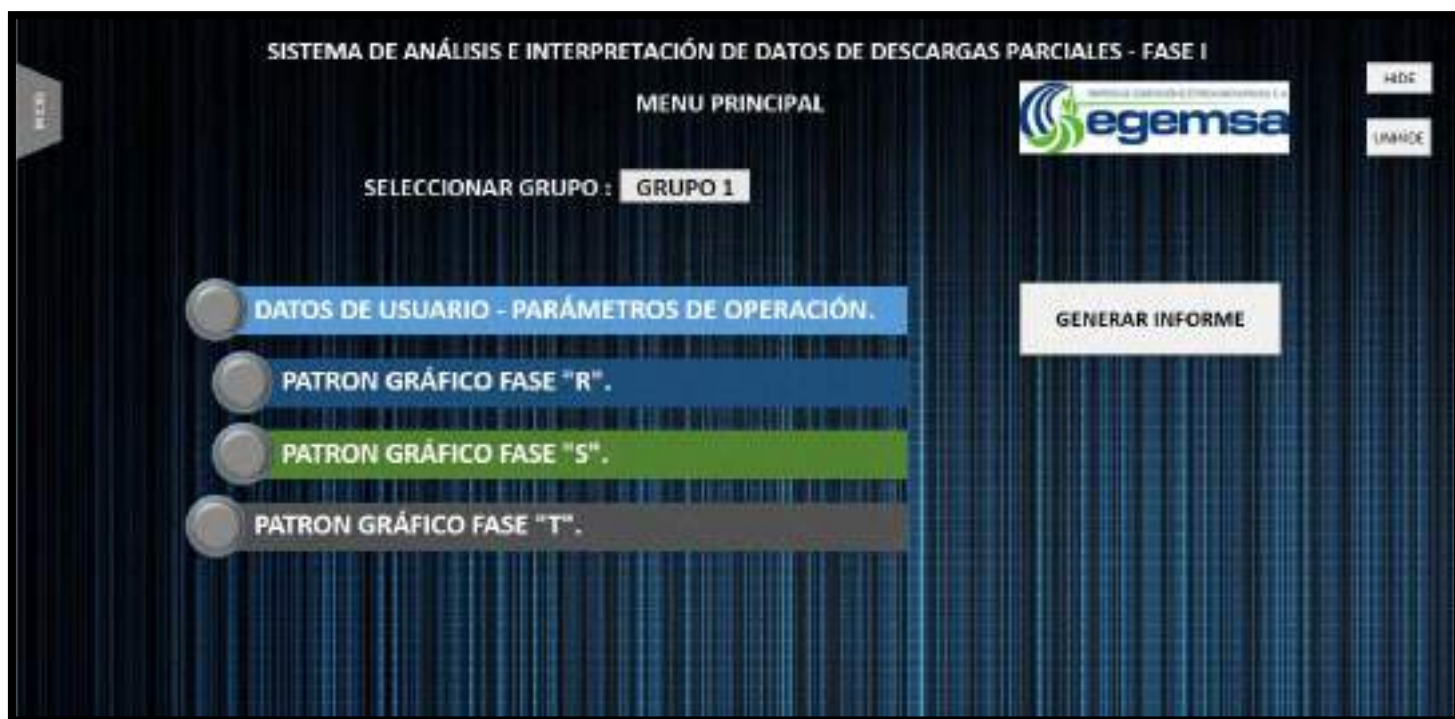 SISTEMA DE ANÁLISIS E INTERPRETACIÓN DE DATOS DE DESCARGAS PARCIALES - FASE I
HIDE
MENU PRINCIPAL
egemsa
UNHIDE
SELECCIONAR GRUPO : GRUPO 1
DATOS DE USUARIO - PARÁMETROS DE OPERACIÓN.
GENERAR INFORME
PATRON GRÁFICO FASE "R".
PATRON GRÁFICO FASE "S".
PATRON GRÁFICO FASE "T".